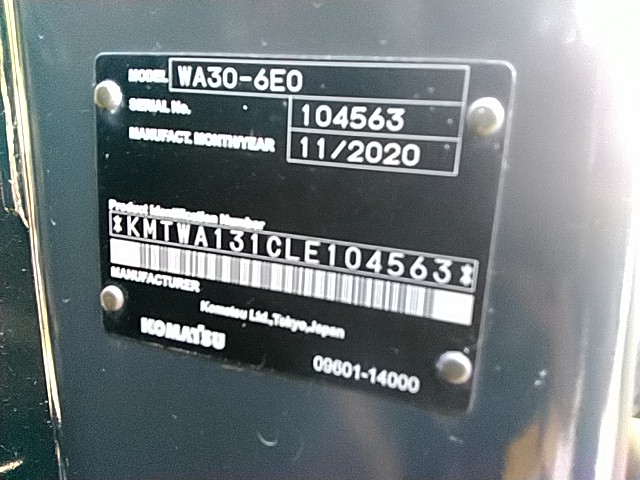 MODEL WA30-6E0
SERIAL No. 104563
MANUFACT. MONTH/YEAR 11/2020
Product Identification Number
*KMTWA131CLE104563*
MANUFACTURER
Komatsu Ltd.,Tokyo,Japan
KOMATSU
09601-14000